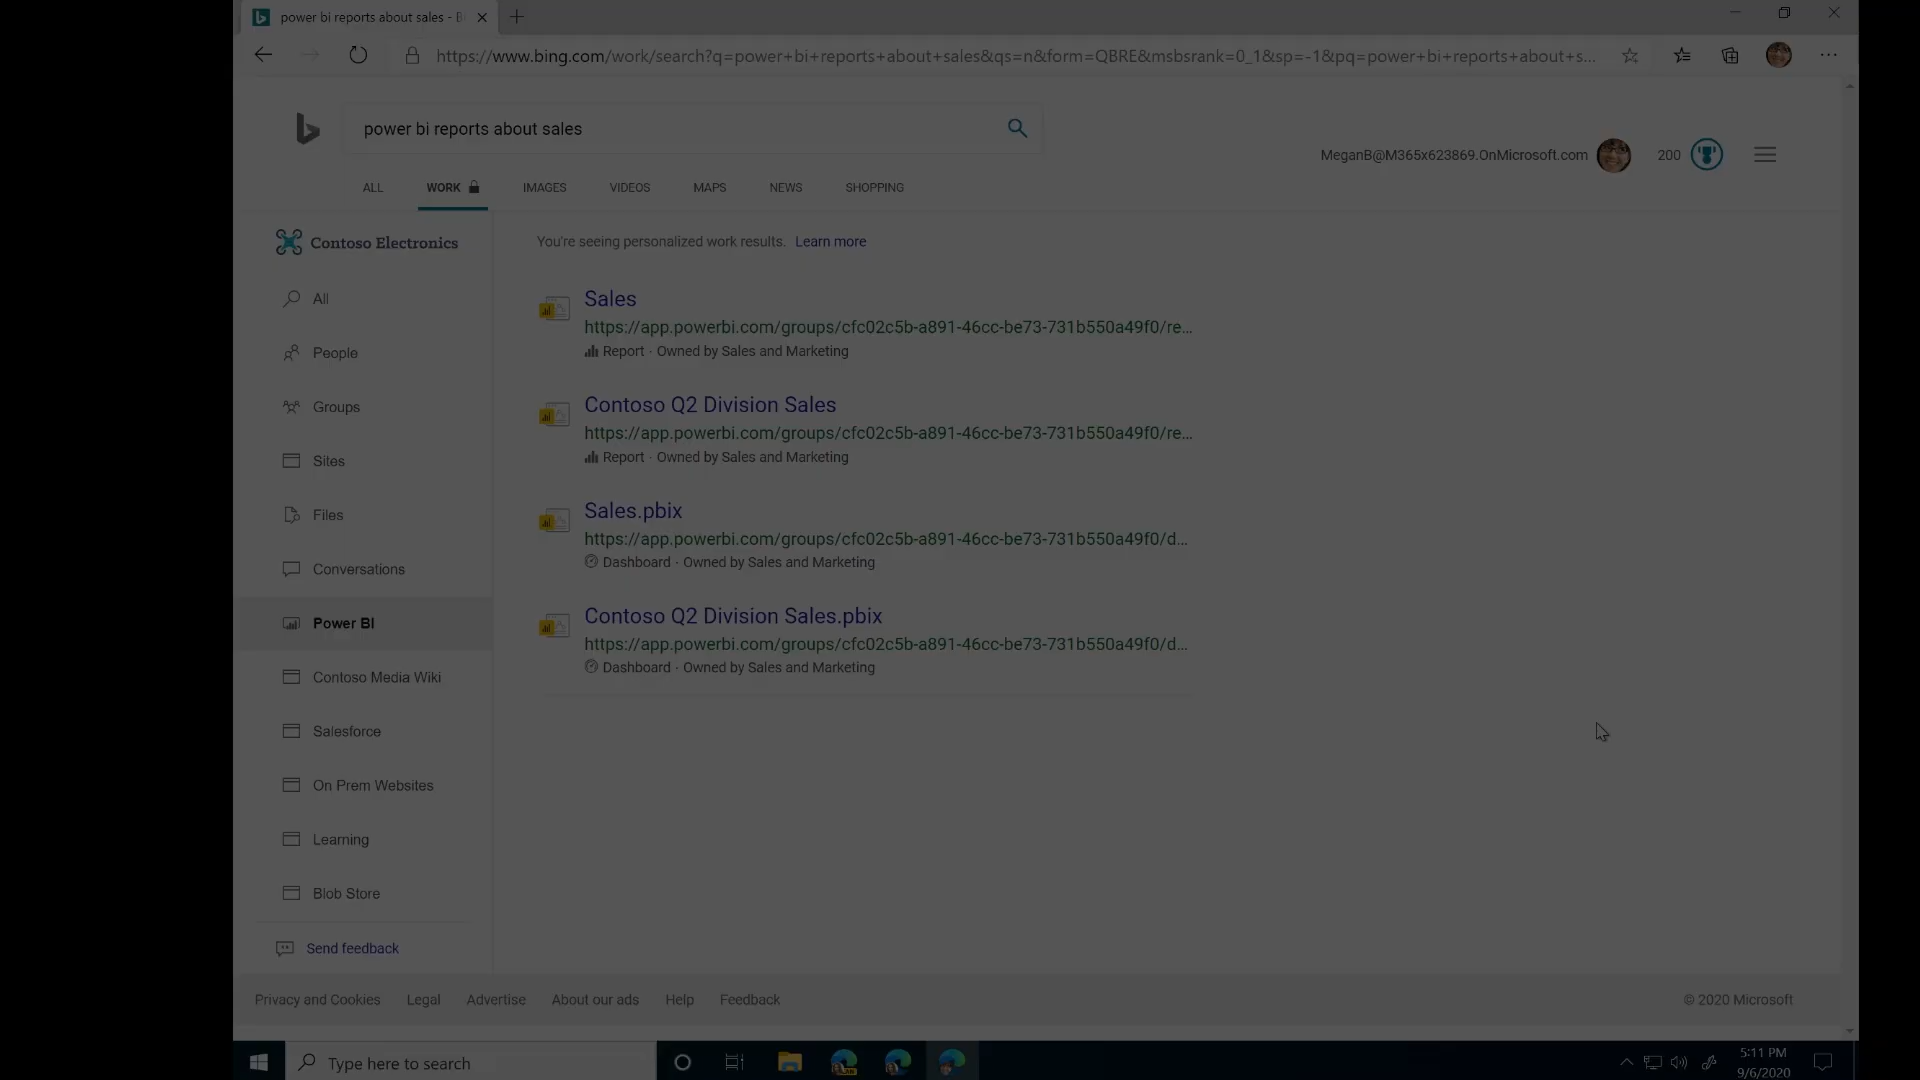 power bi reports about sales - B
https://www.bing.com/work/search?q=power+bi+reports+about+sales&qs=n&form=QBRE&msbsrank=0_1&sp=-1&pq=power+bi+reports+about+s...
power bi reports about sales
MeganB@M365x623869.OnMicrosoft.com 200
ALL WORK IMAGES VIDEOS MAPS NEWS SHOPPING
Contoso Electronics
All
People
Groups
Sites
Files
Conversations
Power BI
Contoso Media Wiki
Salesforce
On Prem Websites
Learning
Blob Store
Send feedback
You're seeing personalized work results. Learn more
Sales
https://app.powerbi.com/groups/cfc02c5b-a891-46cc-be73-731b550a49f0/re...
Report · Owned by Sales and Marketing
Contoso Q2 Division Sales
https://app.powerbi.com/groups/cfc02c5b-a891-46cc-be73-731b550a49f0/re...
Report · Owned by Sales and Marketing
Sales.pbix
https://app.powerbi.com/groups/cfc02c5b-a891-46cc-be73-731b550a49f0/d...
Dashboard · Owned by Sales and Marketing
Contoso Q2 Division Sales.pbix
https://app.powerbi.com/groups/cfc02c5b-a891-46cc-be73-731b550a49f0/d...
Dashboard · Owned by Sales and Marketing
Privacy and Cookies Legal Advertise About our ads Help Feedback © 2020 Microsoft
Type here to search
5:11 PM
9/6/2020